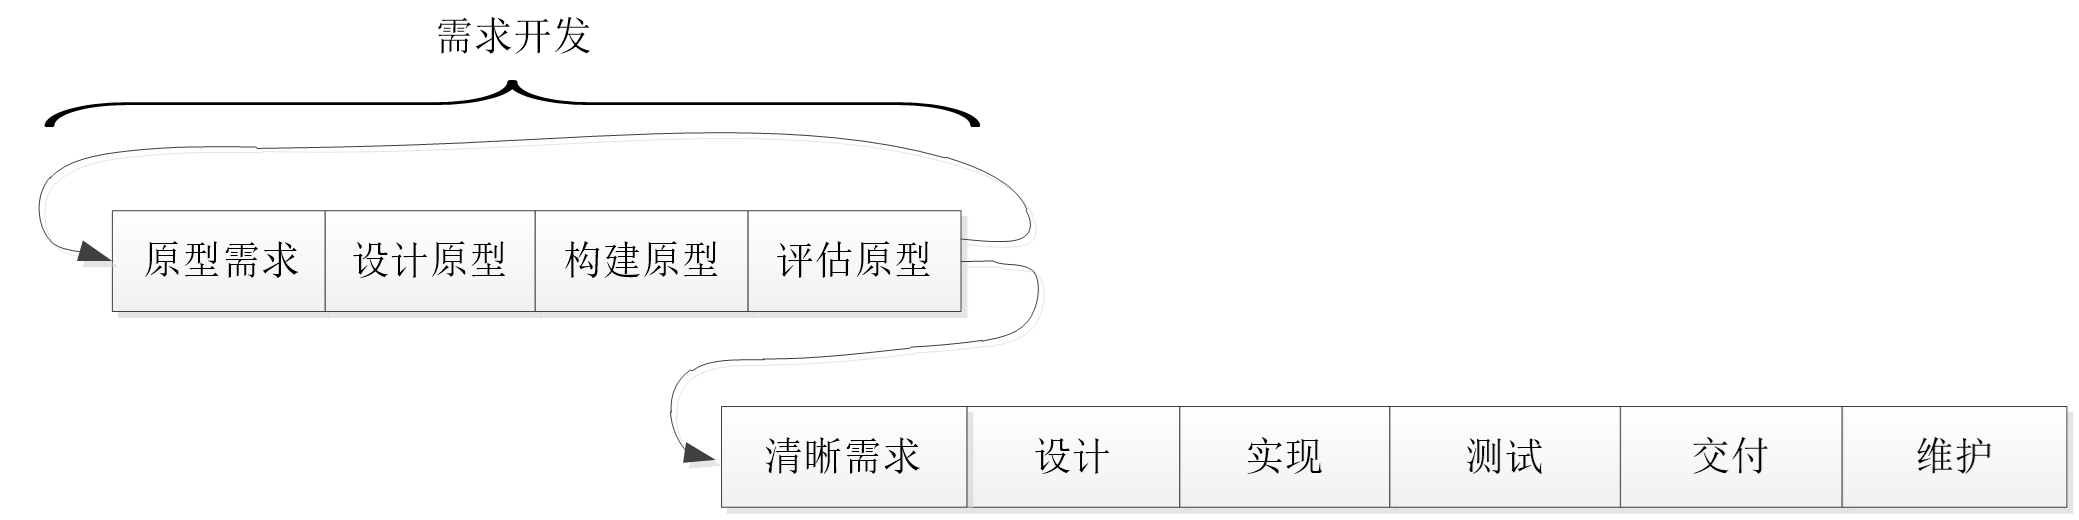 需求开发
原型需求 设计原型 构建原型 评估原型
清晰需求 设计 实现 测试 交付 维护